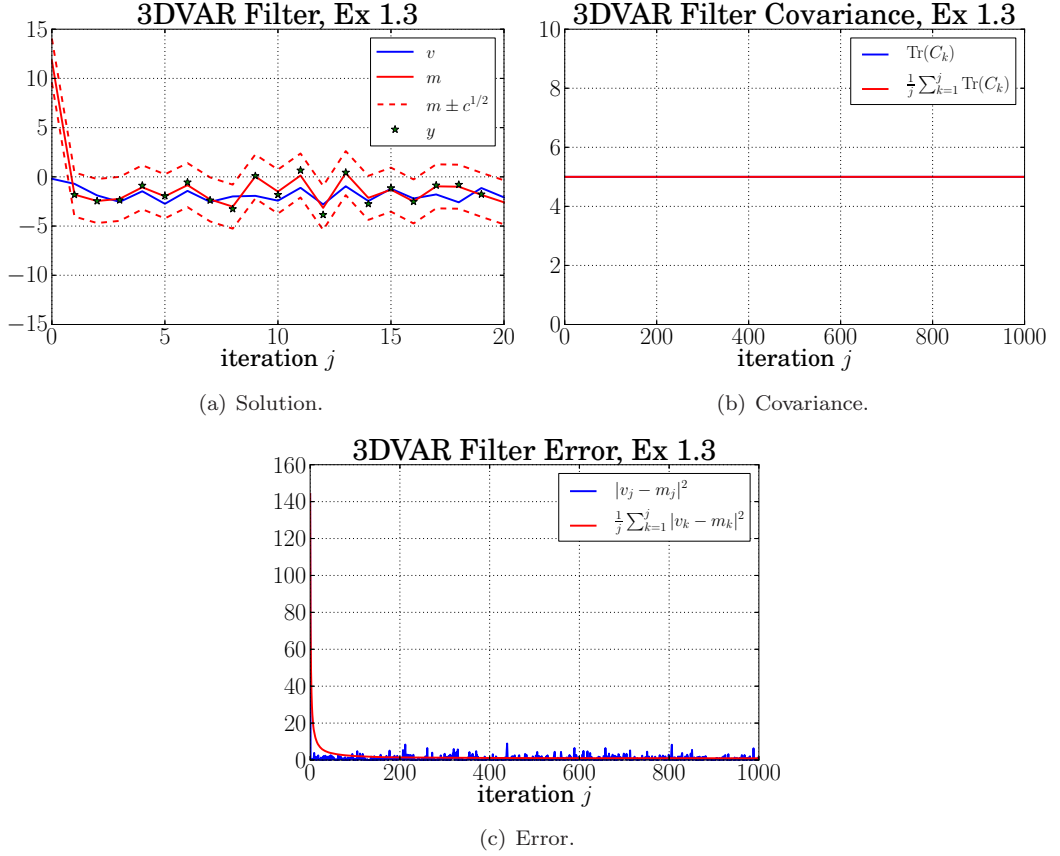 3DVAR Filter, Ex 1.3
15
10
5
0
−5
−10
−15
0 5 10 15 20
iteration j
v
m
m ± c^{1/2}
y
(a) Solution.
3DVAR Filter Covariance, Ex 1.3
10
8
6
4
2
0
0 200 400 600 800 1000
iteration j
Tr(C_k)
\frac{1}{j} \sum_{k=1}^{j} Tr(C_k)
(b) Covariance.
3DVAR Filter Error, Ex 1.3
160
140
120
100
80
60
40
20
0
0 200 400 600 800 1000
iteration j
|v_j − m_j|^2
\frac{1}{j} \sum_{k=1}^{j} |v_k − m_k|^2
(c) Error.